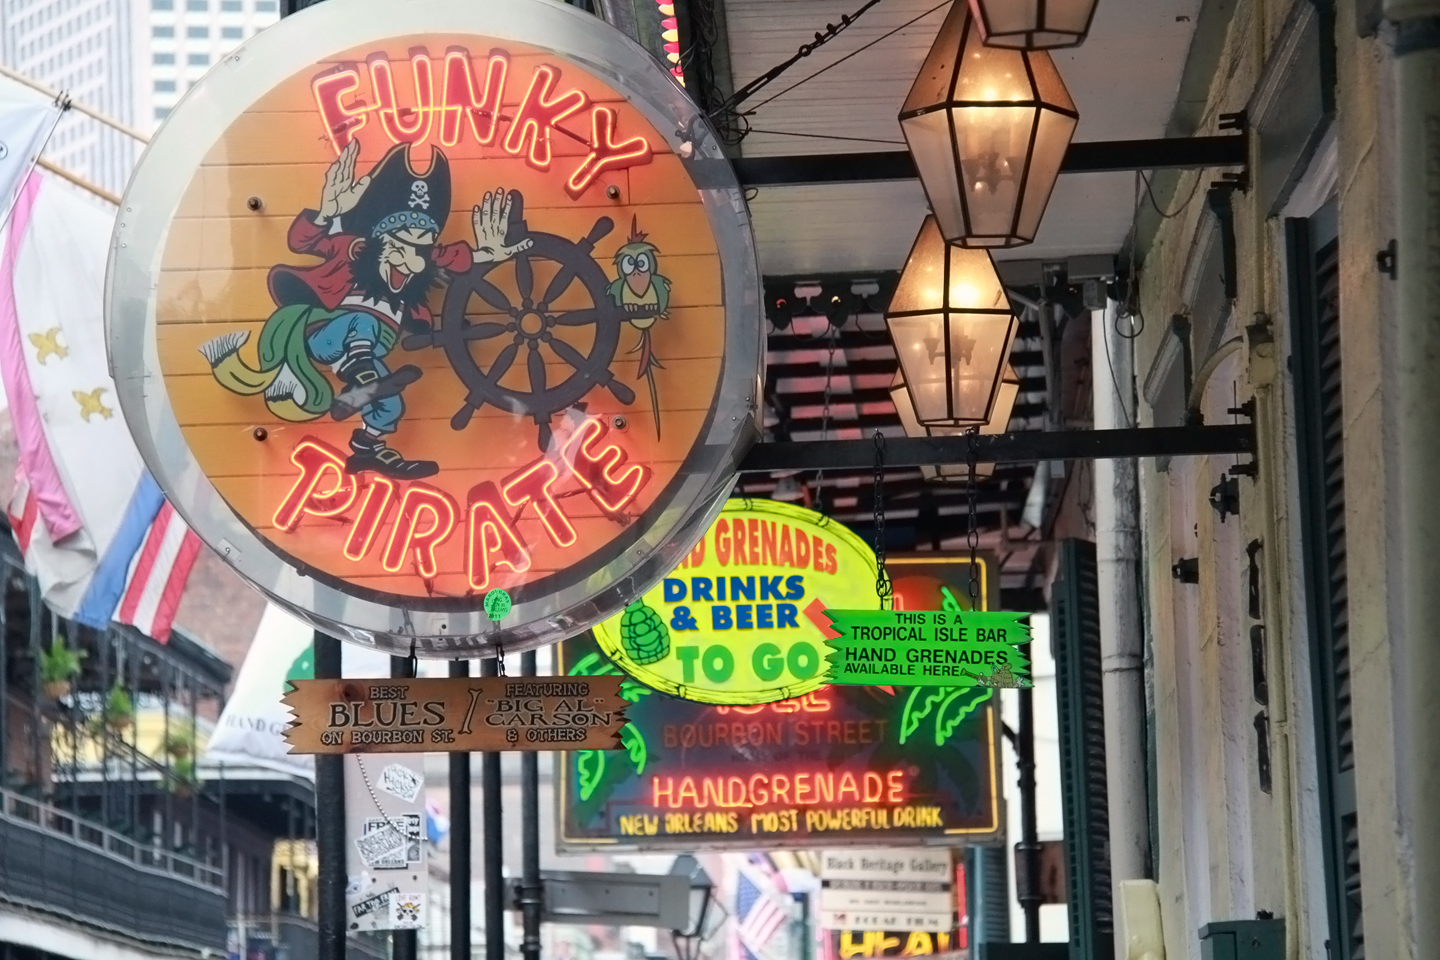 FUNKY
PIRATE
BEST
BLUES
ON BOURBON ST.
FEATURING
"BIG AL"
CARSON
& OTHERS
GRENADES
DRINKS
& BEER
TO GO
THIS IS A
TROPICAL ISLE BAR
HAND GRENADES
AVAILABLE HERE
BOURBON STREET
HANDGRENADE
NEW ORLEANS MOST POWERFUL DRINK
HAND G
Black Heritage Gallery